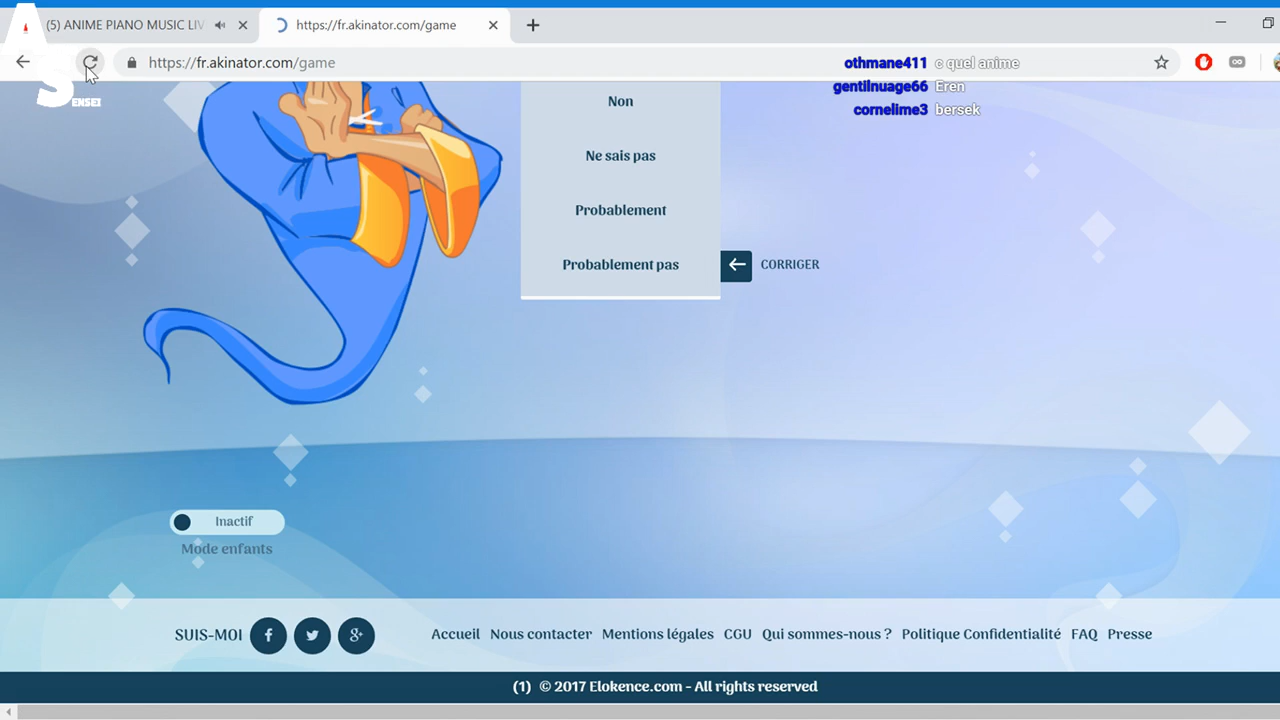 (5) ANIME PIANO MUSIC LIV
https://fr.akinator.com/game
https://fr.akinator.com/game
A
SENSEI
othmane411 c quel anime
gentilnuage66 Eren
cornelime3 bersek
Non
Ne sais pas
Probablement
Probablement pas
CORRIGER
Inactif
Mode enfants
SUIS-MOI
Accueil Nous contacter Mentions légales CGU Qui sommes-nous ? Politique Confidentialité FAQ Presse
(1) © 2017 Elokence.com - All rights reserved